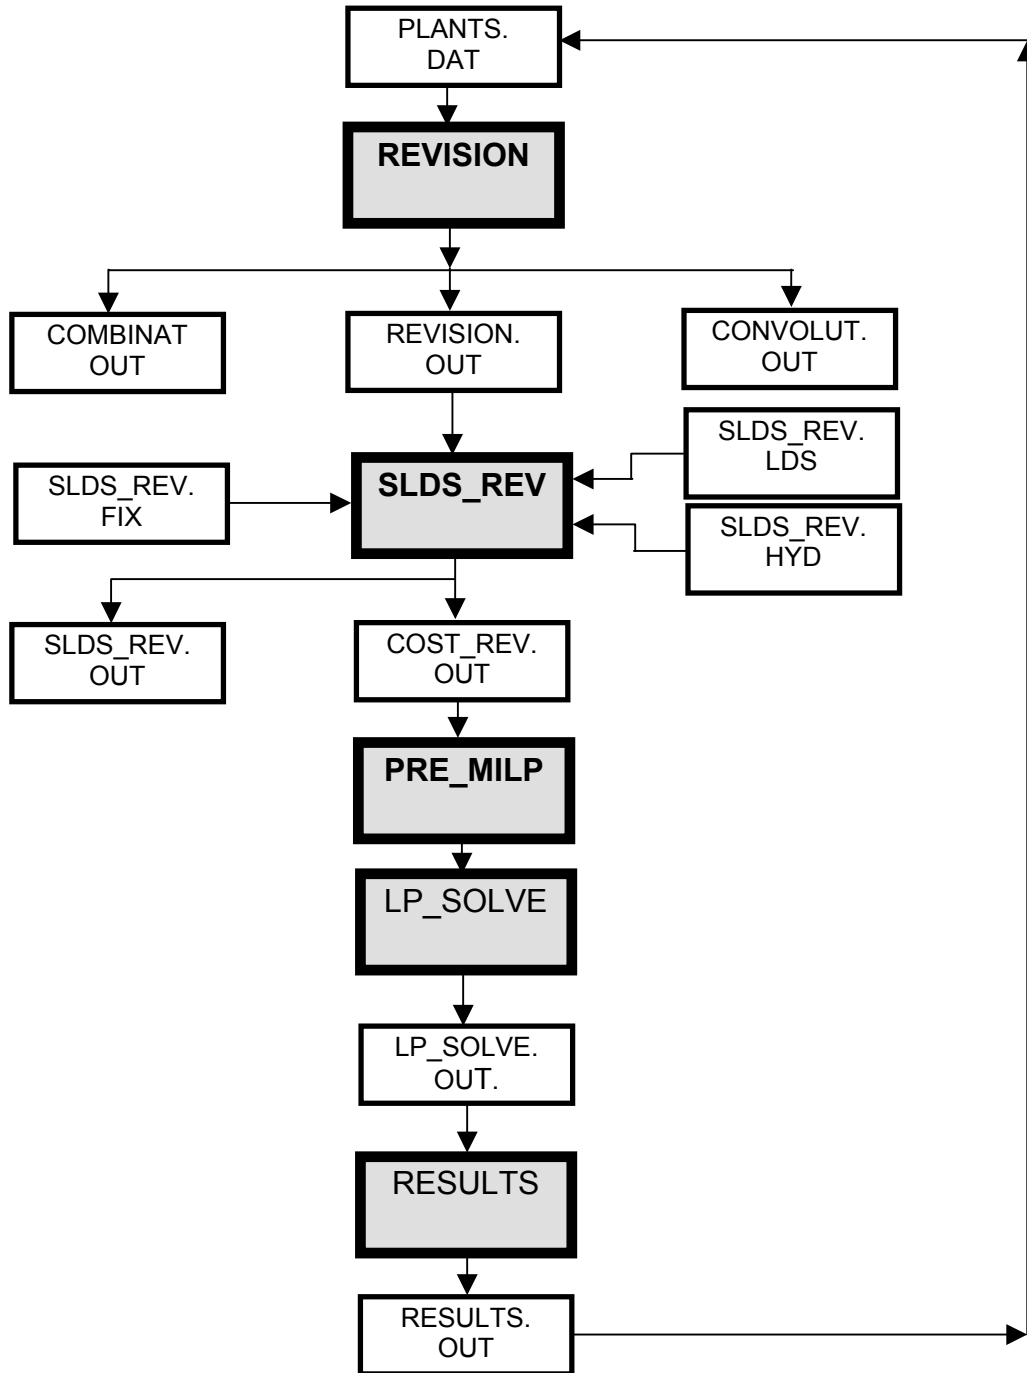 PLANTS.
DAT
REVISION
COMBINAT
OUT
REVISION.
OUT
CONVOLUT.
OUT
SLDS_REV.
FIX
SLDS_REV
SLDS_REV.
LDS
SLDS_REV.
HYD
SLDS_REV.
OUT
COST_REV.
OUT
PRE_MILP
LP_SOLVE
LP_SOLVE.
OUT.
RESULTS
RESULTS.
OUT